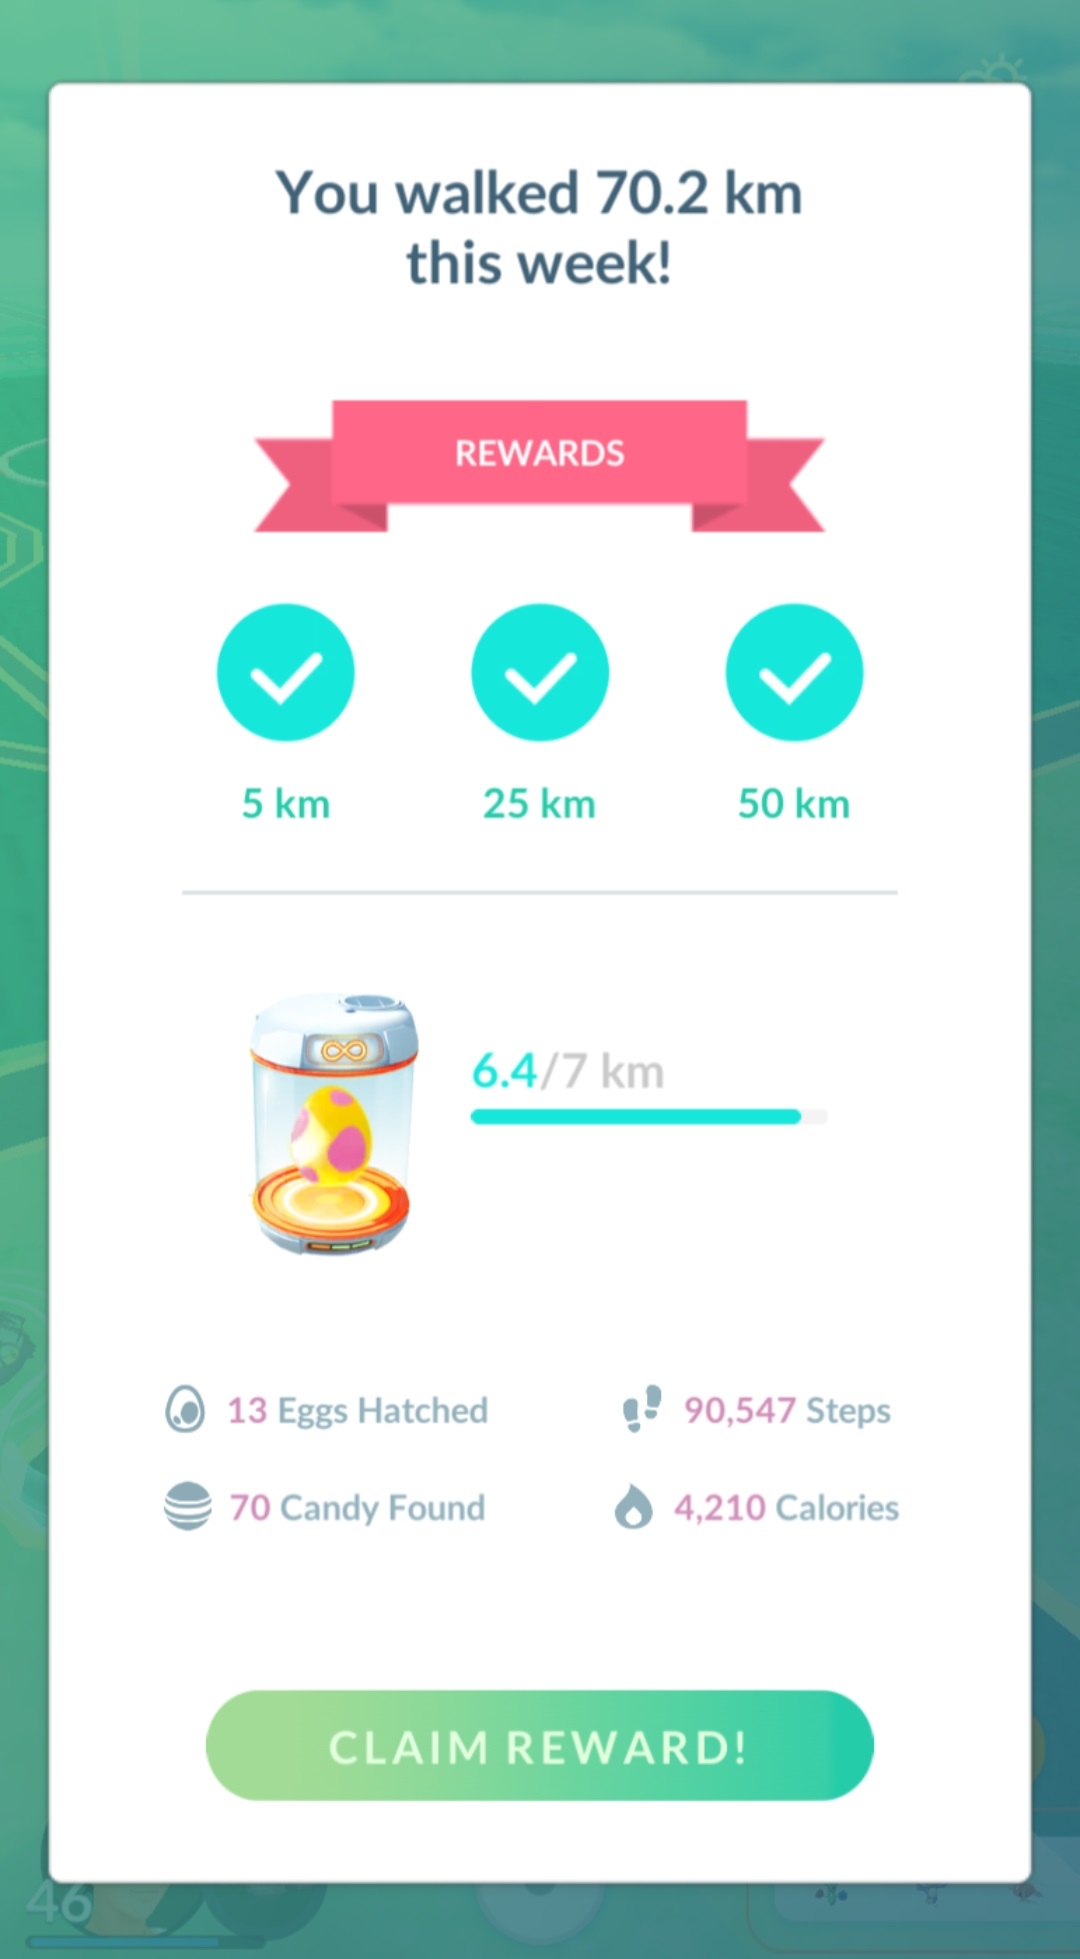 You walked 70.2 km
this week!
REWARDS
5 km 25 km 50 km
6.4/7 km
13 Eggs Hatched 90,547 Steps
70 Candy Found 4,210 Calories
CLAIM REWARD!
46